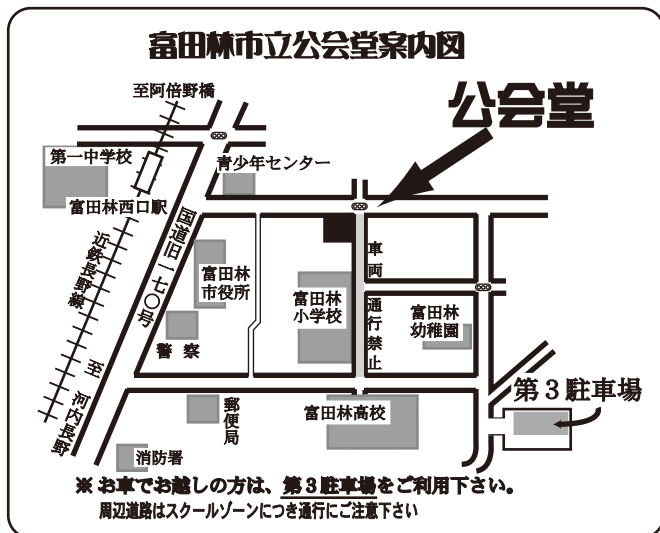 富田林市立公会堂案内図
至阿倍野橋
公会堂
第一中学校
青少年センター
富田林西口駅
国道旧一七〇号
近鉄長野線
富田林
市役所
車両通行禁止
富田林
小学校
富田林
幼稚園
警察
至河内長野
郵便局
富田林高校
第3駐車場
消防署
※ お車でお越しの方は、第3駐車場をご利用下さい。
周辺道路はスクールゾーンにつき通行にご注意下さい